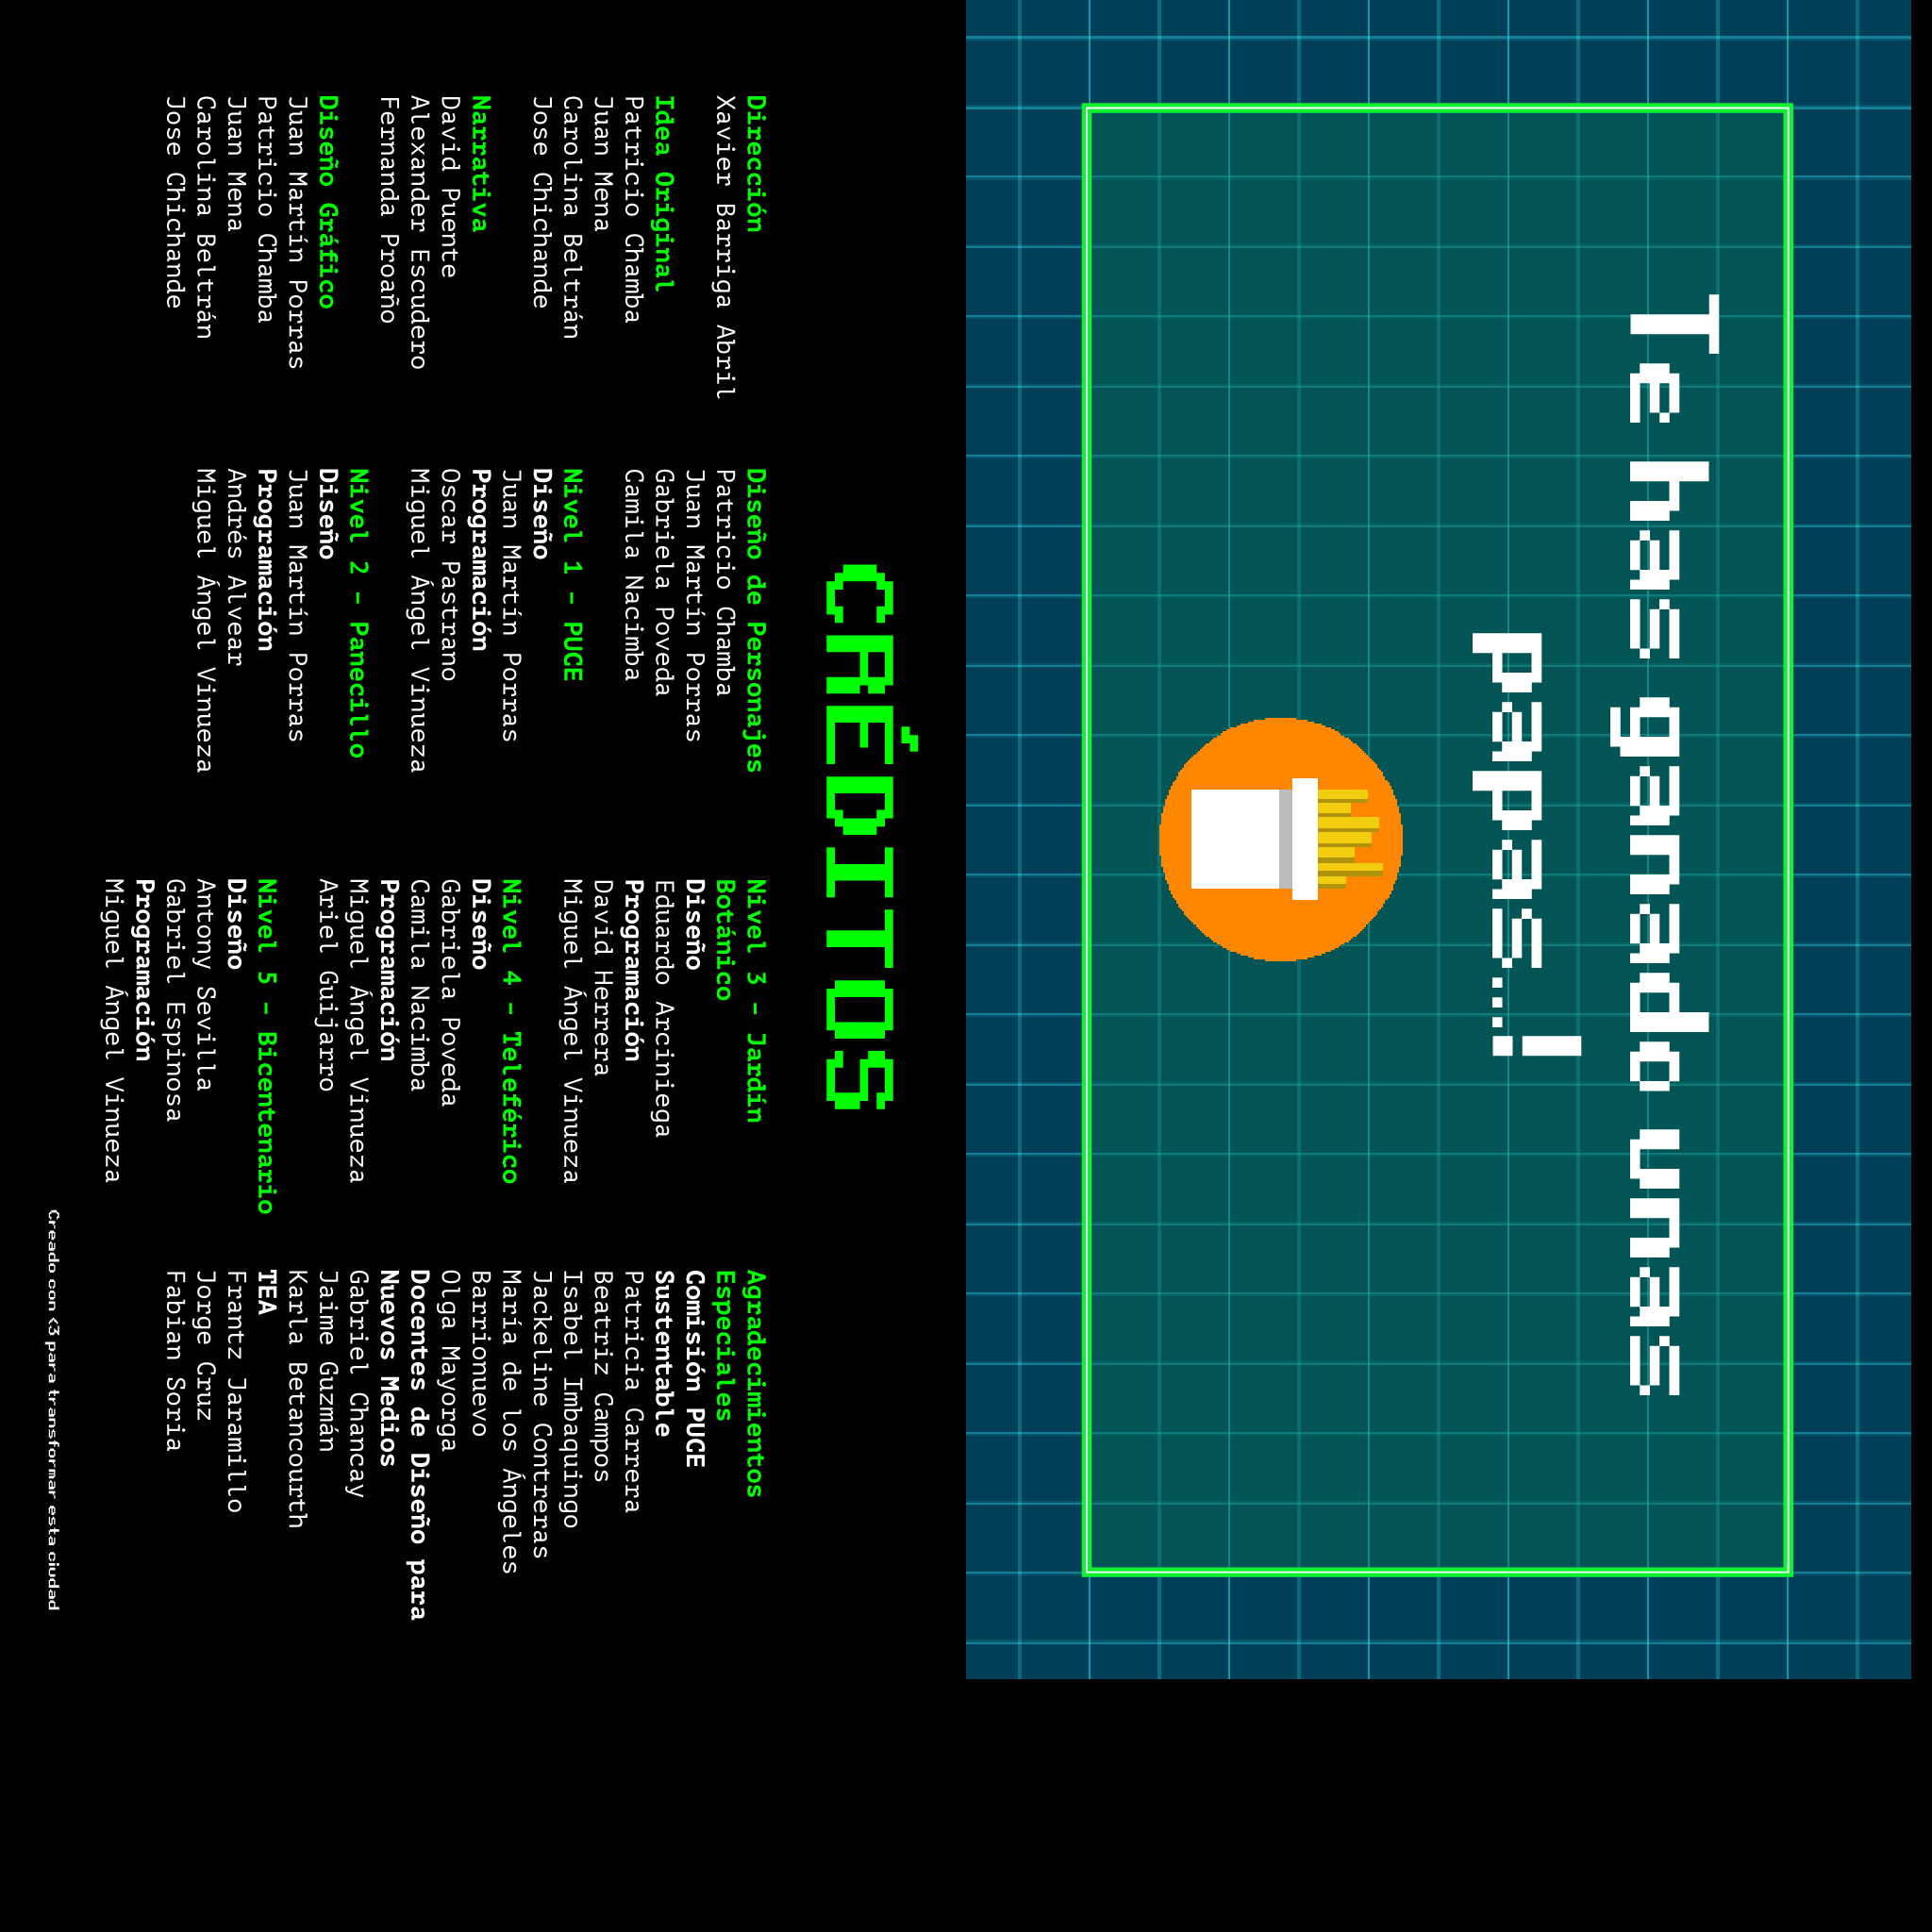 Te has ganado unas
papas...!
CRÉDITOS
Dirección
Xavier Barriga Abril
Idea Original
Patricio Chamba
Juan Mena
Carolina Beltrán
Jose Chichande
Narrativa
David Puente
Alexander Escudero
Fernanda Proaño
Diseño Gráfico
Juan Martín Porras
Patricio Chamba
Juan Mena
Carolina Beltrán
Jose Chichande
Diseño de Personajes
Patricio Chamba
Juan Martín Porras
Gabriela Poveda
Camila Nacimba
Nivel 1 - PUCE
Diseño
Juan Martín Porras
Programación
Oscar Pastrano
Miguel Ángel Vinueza
Nivel 2 - Panecillo
Diseño
Juan Martín Porras
Programación
Andrés Alvear
Miguel Ángel Vinueza
Nivel 3 - Jardín
Botánico
Diseño
Eduardo Arciniega
Programación
David Herrera
Miguel Ángel Vinueza
Nivel 4 - Teleférico
Diseño
Gabriela Poveda
Camila Nacimba
Programación
Miguel Ángel Vinueza
Ariel Guijarro
Nivel 5 - Bicentenario
Diseño
Antony Sevilla
Gabriel Espinosa
Programación
Miguel Ángel Vinueza
Agradecimientos
Especiales
Comisión PUCE
Sustentable
Patricia Carrera
Beatriz Campos
Isabel Imbaquingo
Jackeline Contreras
María de los Ángeles
Barrionuevo
Olga Mayorga
Docentes de Diseño para
Nuevos Medios
Gabriel Chancay
Jaime Guzmán
Karla Betancourth
TEA
Frantz Jaramillo
Jorge Cruz
Fabian Soria
Creado con <3 para transformar esta ciudad